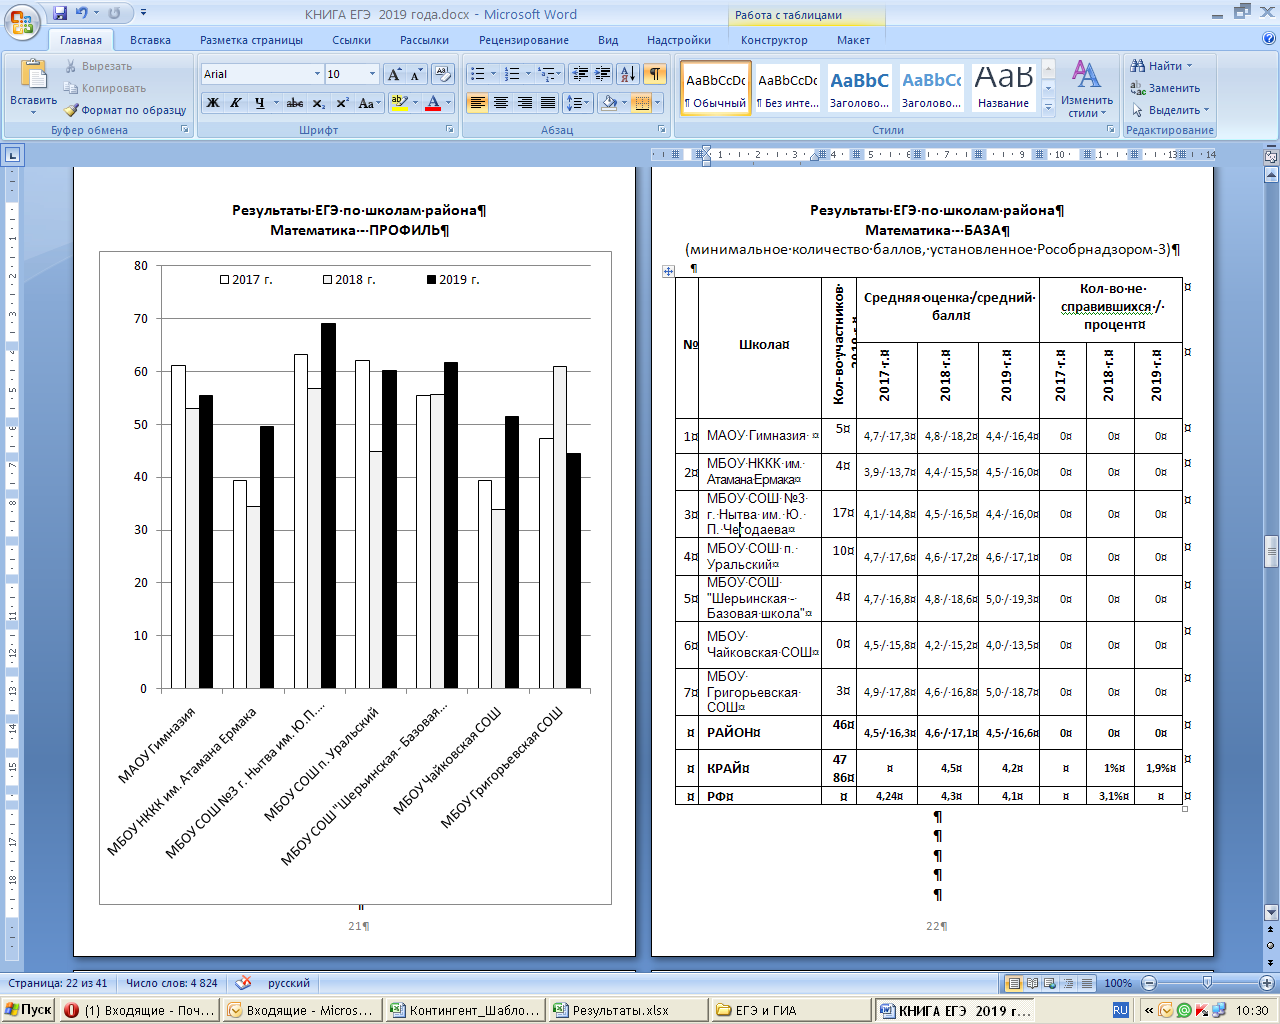 КНИГА ЕГЭ 2019 года.docx - Microsoft Word
Работа с таблицами
Главная Вставка Разметка страницы Ссылки Рассылки Рецензирование Вид Надстройки Конструктор Макет
Вставить
Вырезать
Копировать
Формат по образцу
Буфер обмена
Arial 10
Ж К Ч abc x₂ x² Aa
Шрифт
Абзац
AaBbCcDc AaBbCcDc AaBbC AaBbCc AaB
¶ Обычный ¶ Без инте... Заголово... Заголово... Название
Изменить стили
Стили
Найти
Заменить
Выделить
Редактирование
Результаты·ЕГЭ·по·школам·района¶
Математика·-·ПРОФИЛЬ¶
2017 г. 2018 г. 2019 г.
80
70
60
50
40
30
20
10
0
МАОУ Гимназия
МБОУ НККК им. Атамана Ермака
МБОУ СОШ №3 г. Нытва им. Ю.П....
МБОУ СОШ п. Уральский
МБОУ СОШ "Шерьинская - Базовая...
МБОУ Чайковская СОШ
МБОУ Григорьевская СОШ
21¶
Результаты·ЕГЭ·по·школам·района¶
Математика·-·БАЗА¶
(минимальное·количество·баллов,·установленное·Рособрнадзором-3)¶
¶
№ Школа¤ Кол-во·участников· 2019·г.¤ Средняя·оценка/средний·балл¤ Кол-во·не·справившихся·/·процент¤
2017·г.¤ 2018·г.¤ 2019·г.¤ 2017·г.¤ 2018·г.¤ 2019·г.¤
1¤ МАОУ·Гимназия·¤ 5¤ 4,7·/·17,3¤ 4,8·/·18,2¤ 4,4·/·16,4¤ 0¤ 0¤ 0¤
2¤ МБОУ·НККК·им.·Атамана·Ермака¤ 4¤ 3,9·/·13,7¤ 4,4·/·15,5¤ 4,5·/·16,0¤ 0¤ 0¤ 0¤
3¤ МБОУ·СОШ·№3·г.·Нытва·им.·Ю.·П.·Чегодаева¤ 17¤ 4,1·/·14,8¤ 4,5·/·16,5¤ 4,4·/·16,0¤ 0¤ 0¤ 0¤
4¤ МБОУ·СОШ·п.·Уральский¤ 10¤ 4,7·/·17,6¤ 4,6·/·17,2¤ 4,6·/·17,1¤ 0¤ 0¤ 0¤
5¤ МБОУ·СОШ·"Шерьинская·-·Базовая·школа"¤ 4¤ 4,7·/·16,8¤ 4,8·/·18,6¤ 5,0·/·19,3¤ 0¤ 0¤ 0¤
6¤ МБОУ·Чайковская·СОШ¤ 0¤ 4,5·/·15,8¤ 4,2·/·15,2¤ 4,0·/·13,5¤ 0¤ 0¤ 0¤
7¤ МБОУ·Григорьевская·СОШ¤ 3¤ 4,9·/·17,8¤ 4,6·/·16,8¤ 5,0·/·18,7¤ 0¤ 0¤ 0¤
¤ РАЙОН¤ 46¤ 4,5·/·16,3¤ 4,6·/·17,1¤ 4,5·/·16,6¤ 0¤ 0¤ 0¤
¤ КРАЙ¤ 4786¤ ¤ 4,5¤ 4,2¤ ¤ 1%¤ 1,9%¤
¤ РФ¤ ¤ 4,24¤ 4,3¤ 4,1¤ ¤ 3,1%¤ ¤
¶
¶
¶
¶
¶
22¶
Страница: 22 из 41 Число слов: 4 824 русский 100%
Пуск (1) Входящие - Поч... Входящие - Micros... Контингент_Шабло... Результаты.xlsx ЕГЭ и ГИА КНИГА ЕГЭ 2019 г... RU 10:30